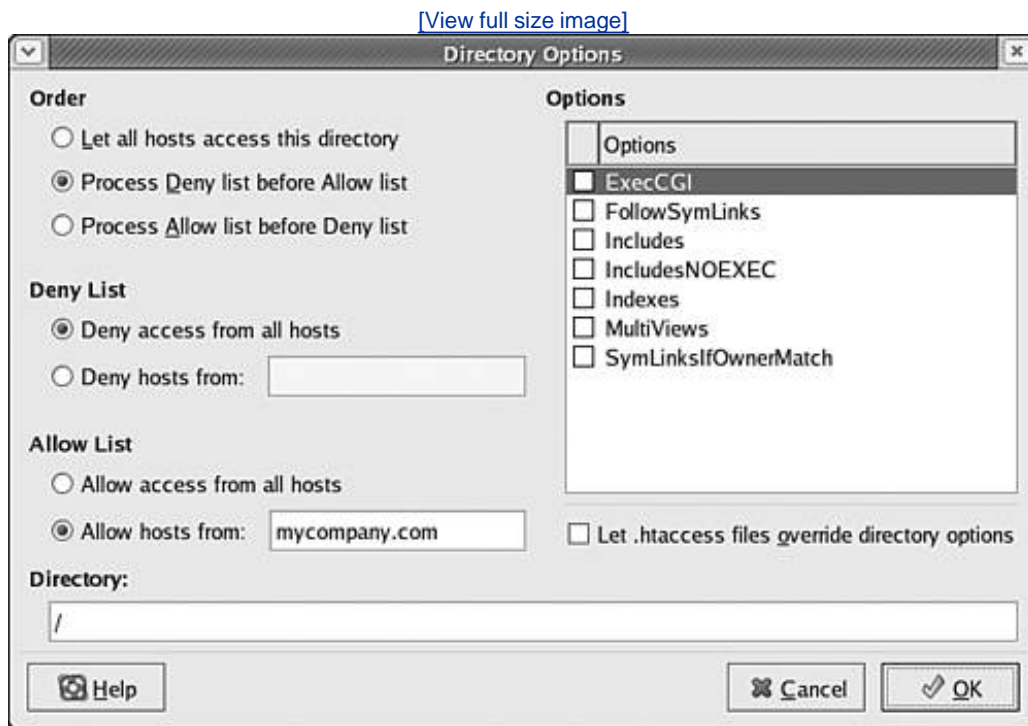 [View full size image]
Directory Options
Order
Let all hosts access this directory
Process Deny list before Allow list
Process Allow list before Deny list
Deny List
Deny access from all hosts
Deny hosts from:
Allow List
Allow access from all hosts
Allow hosts from: mycompany.com
Directory:
/
Options
Options
ExecCGI
FollowSymLinks
Includes
IncludesNOEXEC
Indexes
MultiViews
SymLinksIfOwnerMatch
Let .htaccess files override directory options
Help
Cancel
OK